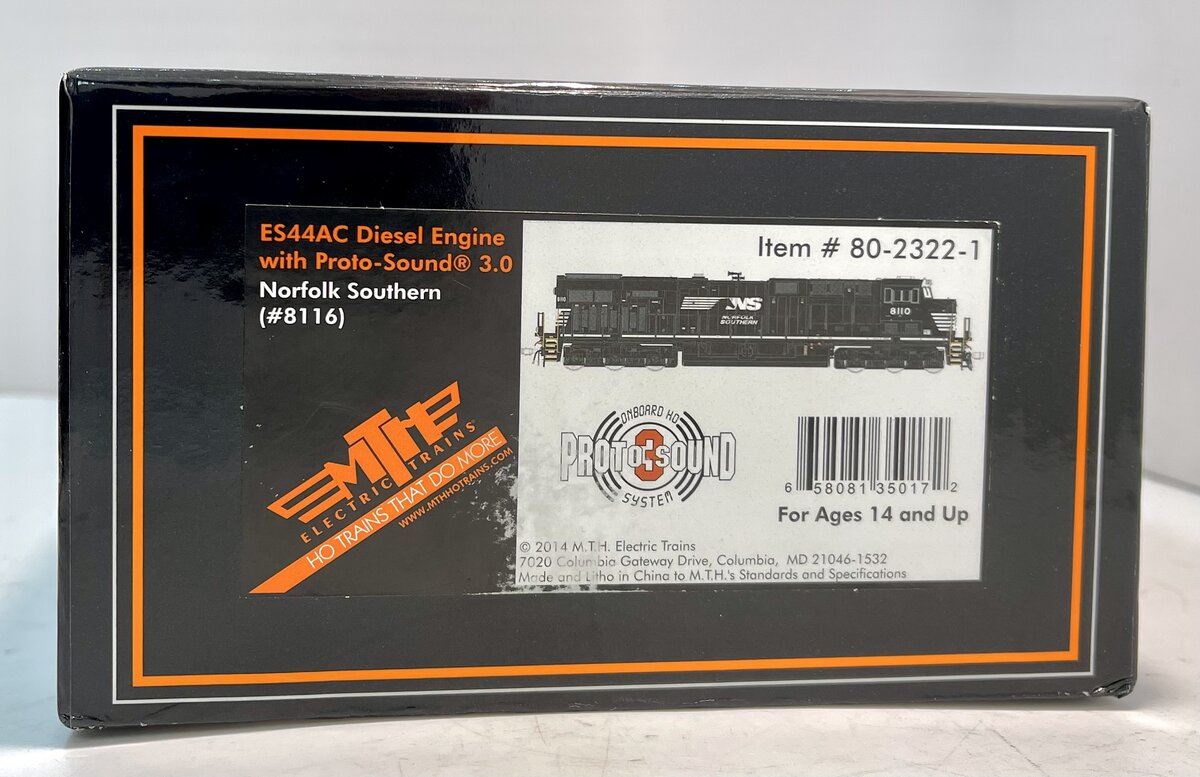 ES44AC Diesel Engine
with Proto-Sound® 3.0
Norfolk Southern
(#8116)
MTH
ELECTRIC TRAINS
HO TRAINS THAT DO MORE
WWW.MTHHOTRAINS.COM
Item # 80-2322-1
8110
NS
NORFOLK
SOUTHERN
8110
ONBOARD HO
PROTO 3 SOUND
SYSTEM
6 58081 35017 2
For Ages 14 and Up
© 2014 M.T.H. Electric Trains
7020 Columbia Gateway Drive, Columbia, MD 21046-1532
Made and Litho in China to M.T.H.'s Standards and Specifications